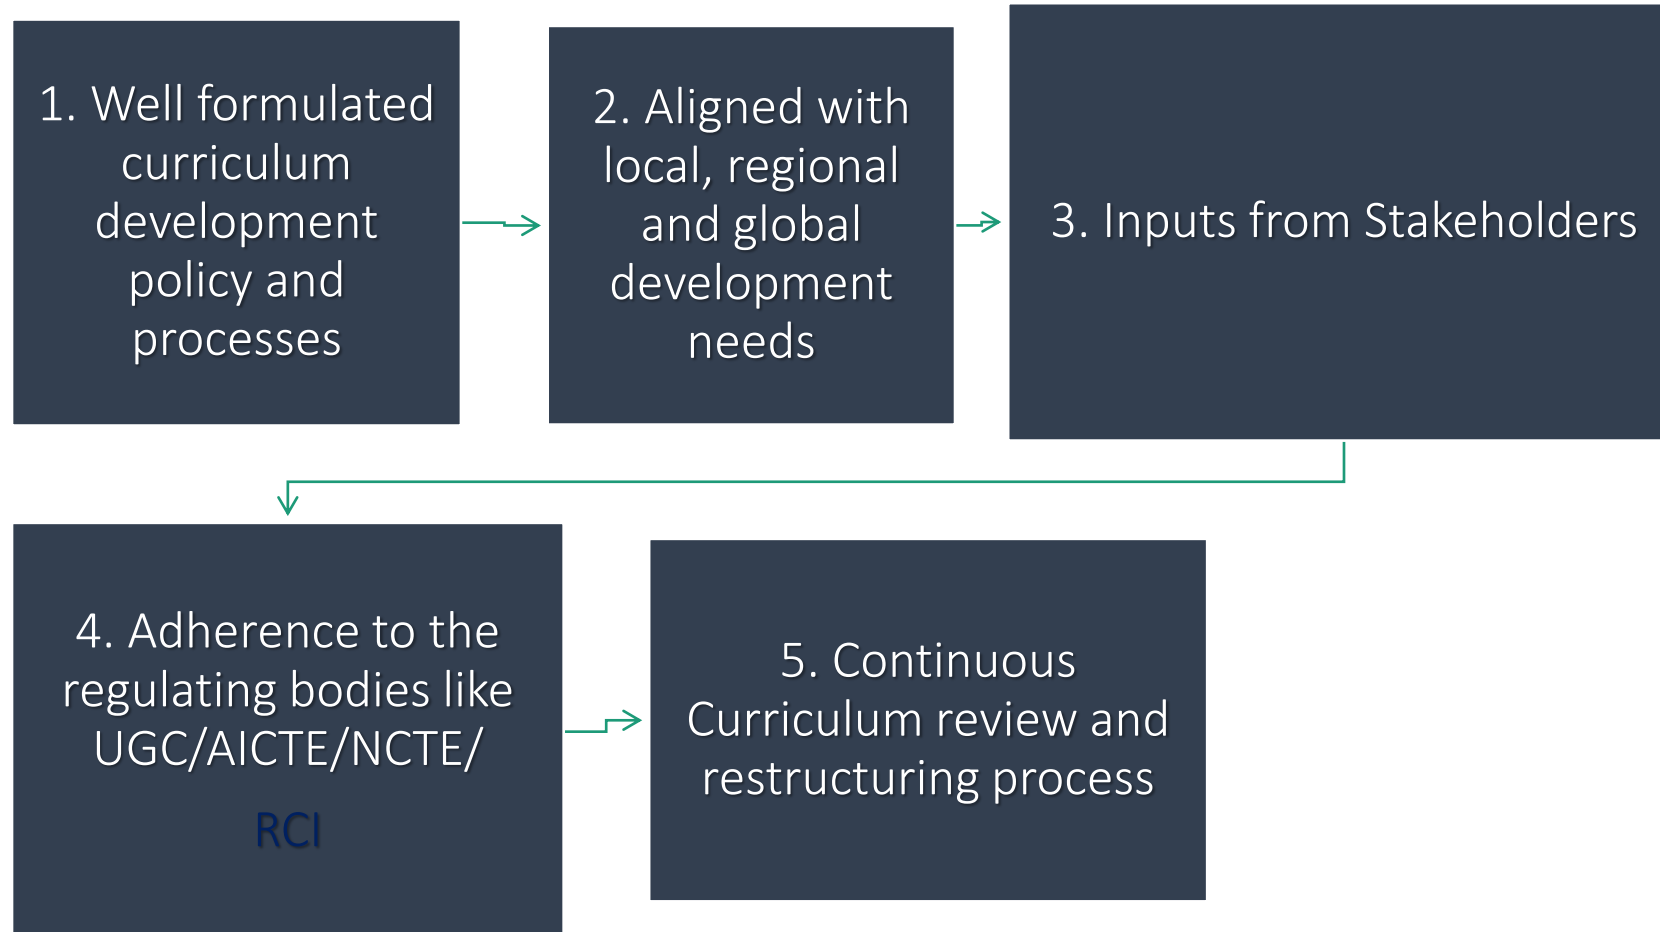 1. Well formulated
curriculum
development
policy and
processes
2. Aligned with
local, regional
and global
development
needs
3. Inputs from Stakeholders
4. Adherence to the
regulating bodies like
UGC/AICTE/NCTE/
RCI
5. Continuous
Curriculum review and
restructuring process